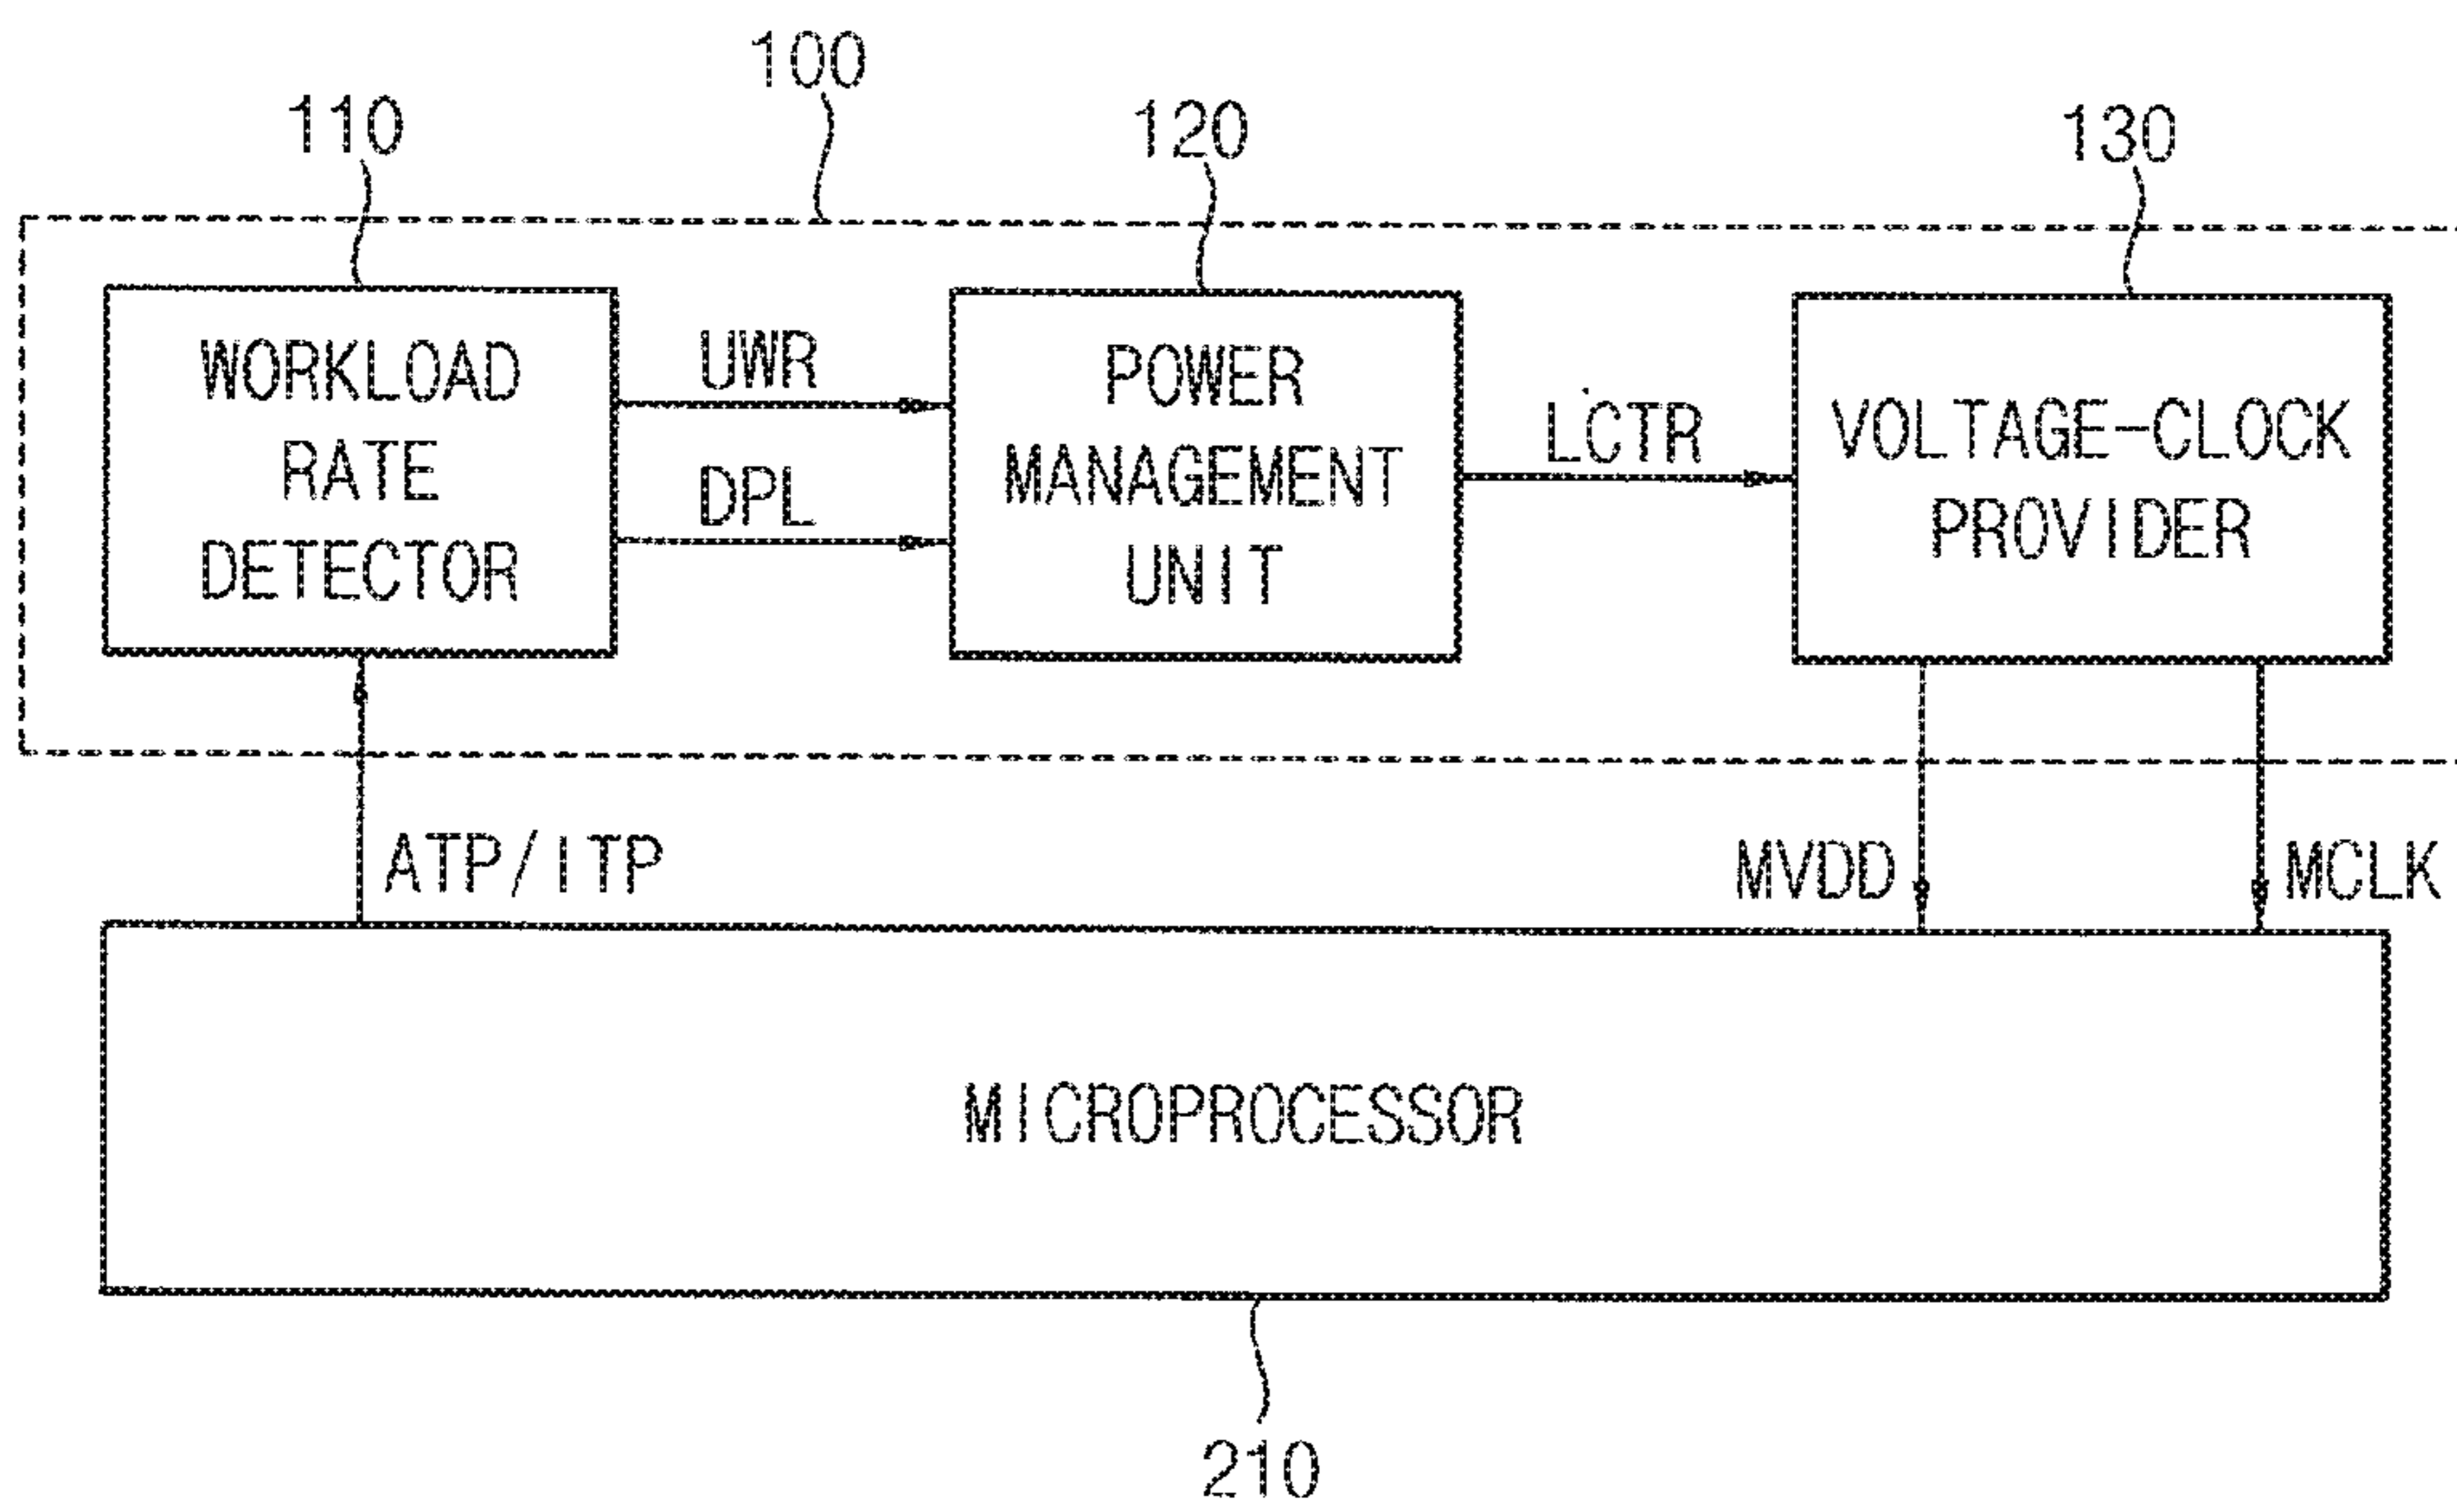 100
110
120
130
WORKLOAD
RATE
DETECTOR
UWR
DPL
POWER
MANAGEMENT
UNIT
LCTR
VOLTAGE-CLOCK
PROVIDER
ATP/ITP
MVDD
MCLK
MICROPROCESSOR
210